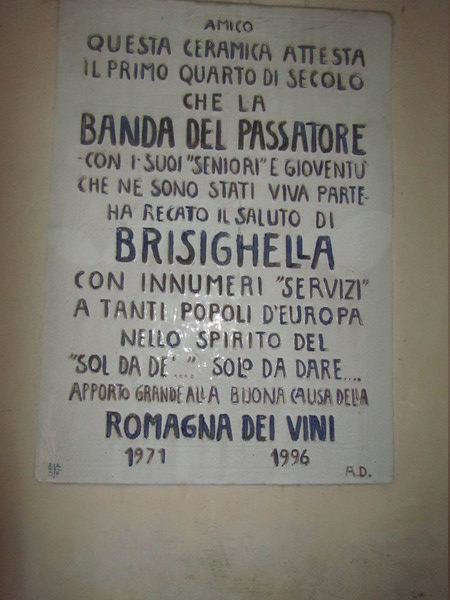 AMICO
QUESTA CERAMICA ATTESTA
IL PRIMO QUARTO DI SECOLO
CHE LA
BANDA DEL PASSATORE
-CON I SUOI "SENIORI" E GIOVENTU'
CHE NE SONO STATI VIVA PARTE-
HA RECATO IL SALUTO DI
BRISIGHELLA
CON INNUMERI "SERVIZI"
A TANTI POPOLI D'EUROPA
NELLO SPIRITO DEL
"SOL DA DE'...." SOLO DA DARE....
APPORTO GRANDE ALLA BUONA CAUSA DELLA
ROMAGNA DEI VINI
1971 1996
A.D.